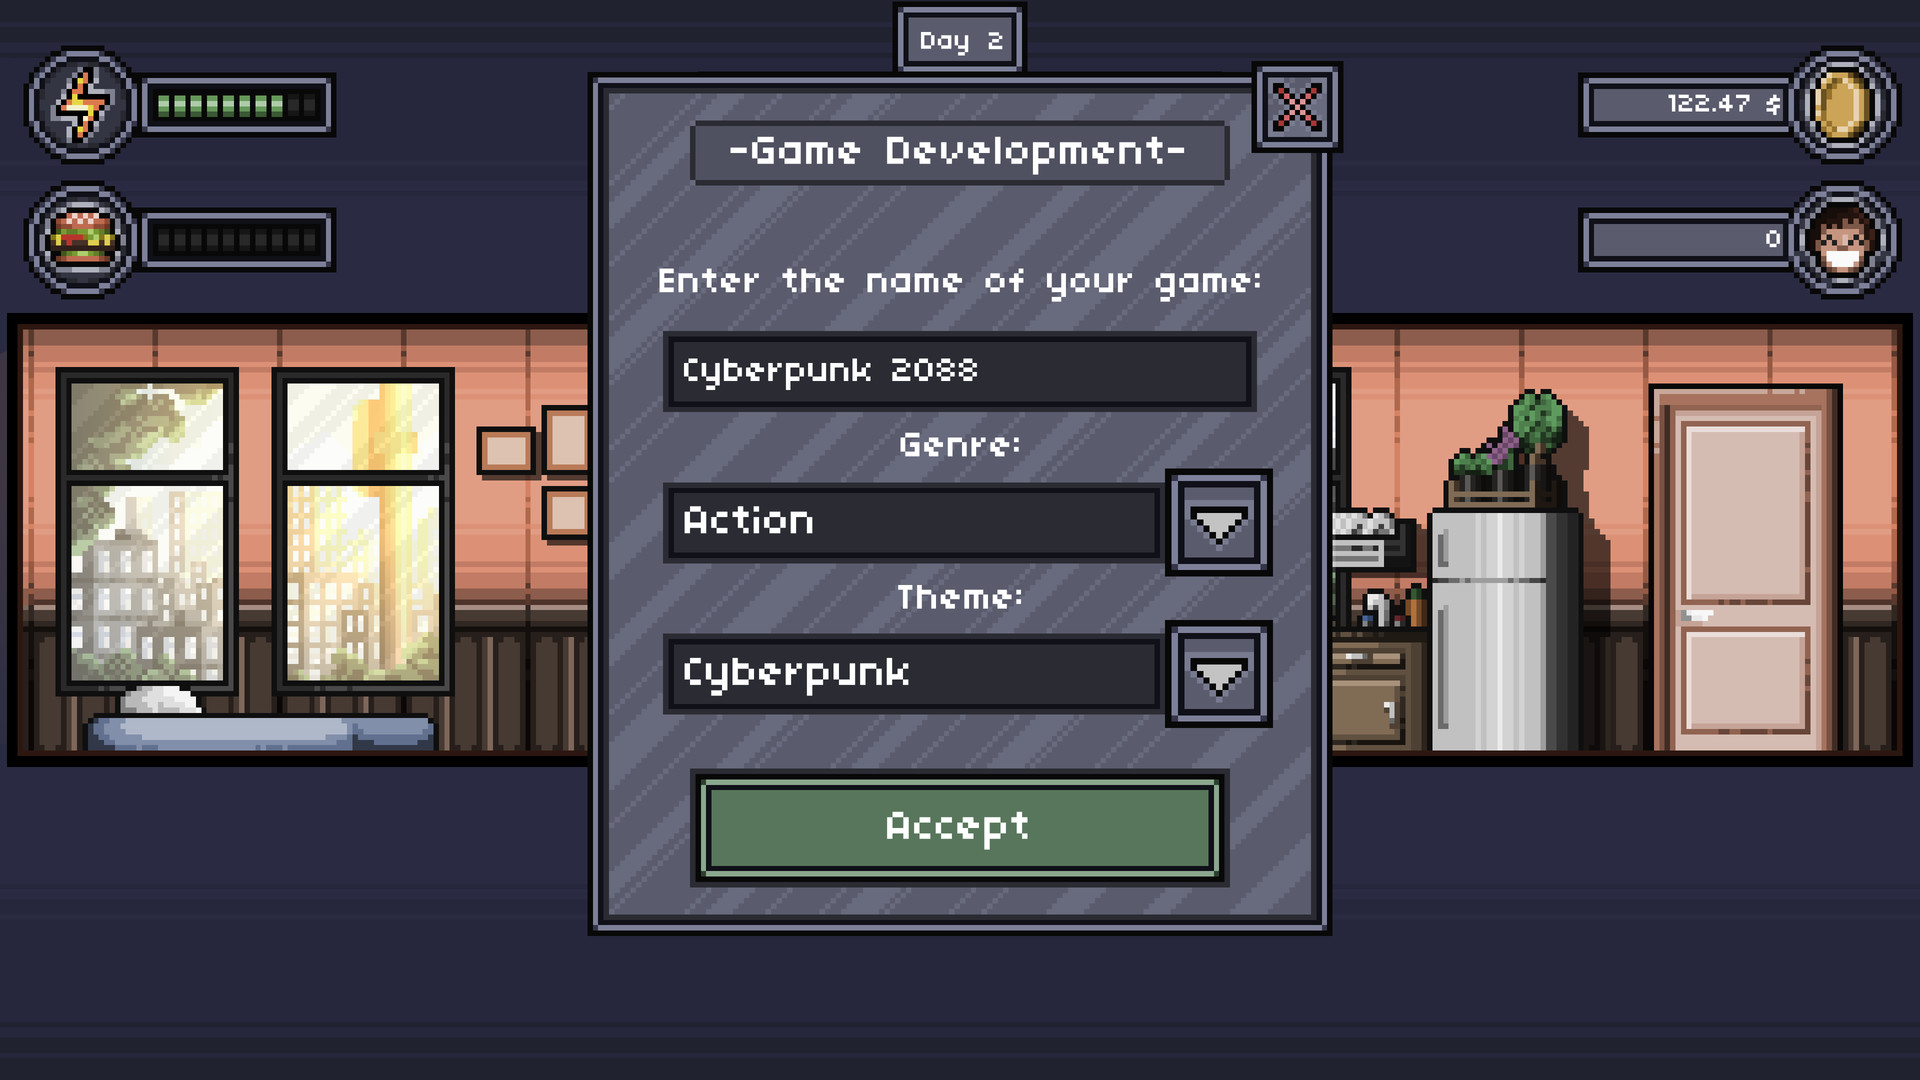 Day 2
122.47 $
0
-Game Development-
Enter the name of your game:
Cyberpunk 2088
Genre:
Action
Theme:
Cyberpunk
Accept